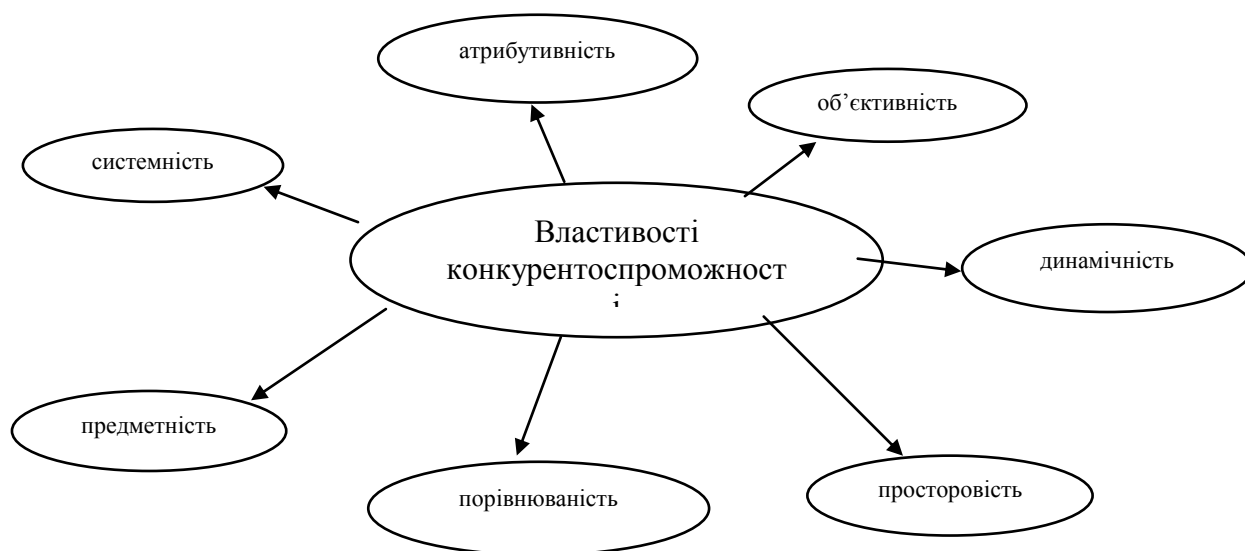 атрибутивність
об’єктивність
системність
Властивості
конкурентоспроможност
і
динамічність
предметність
порівнюваність
просторовість